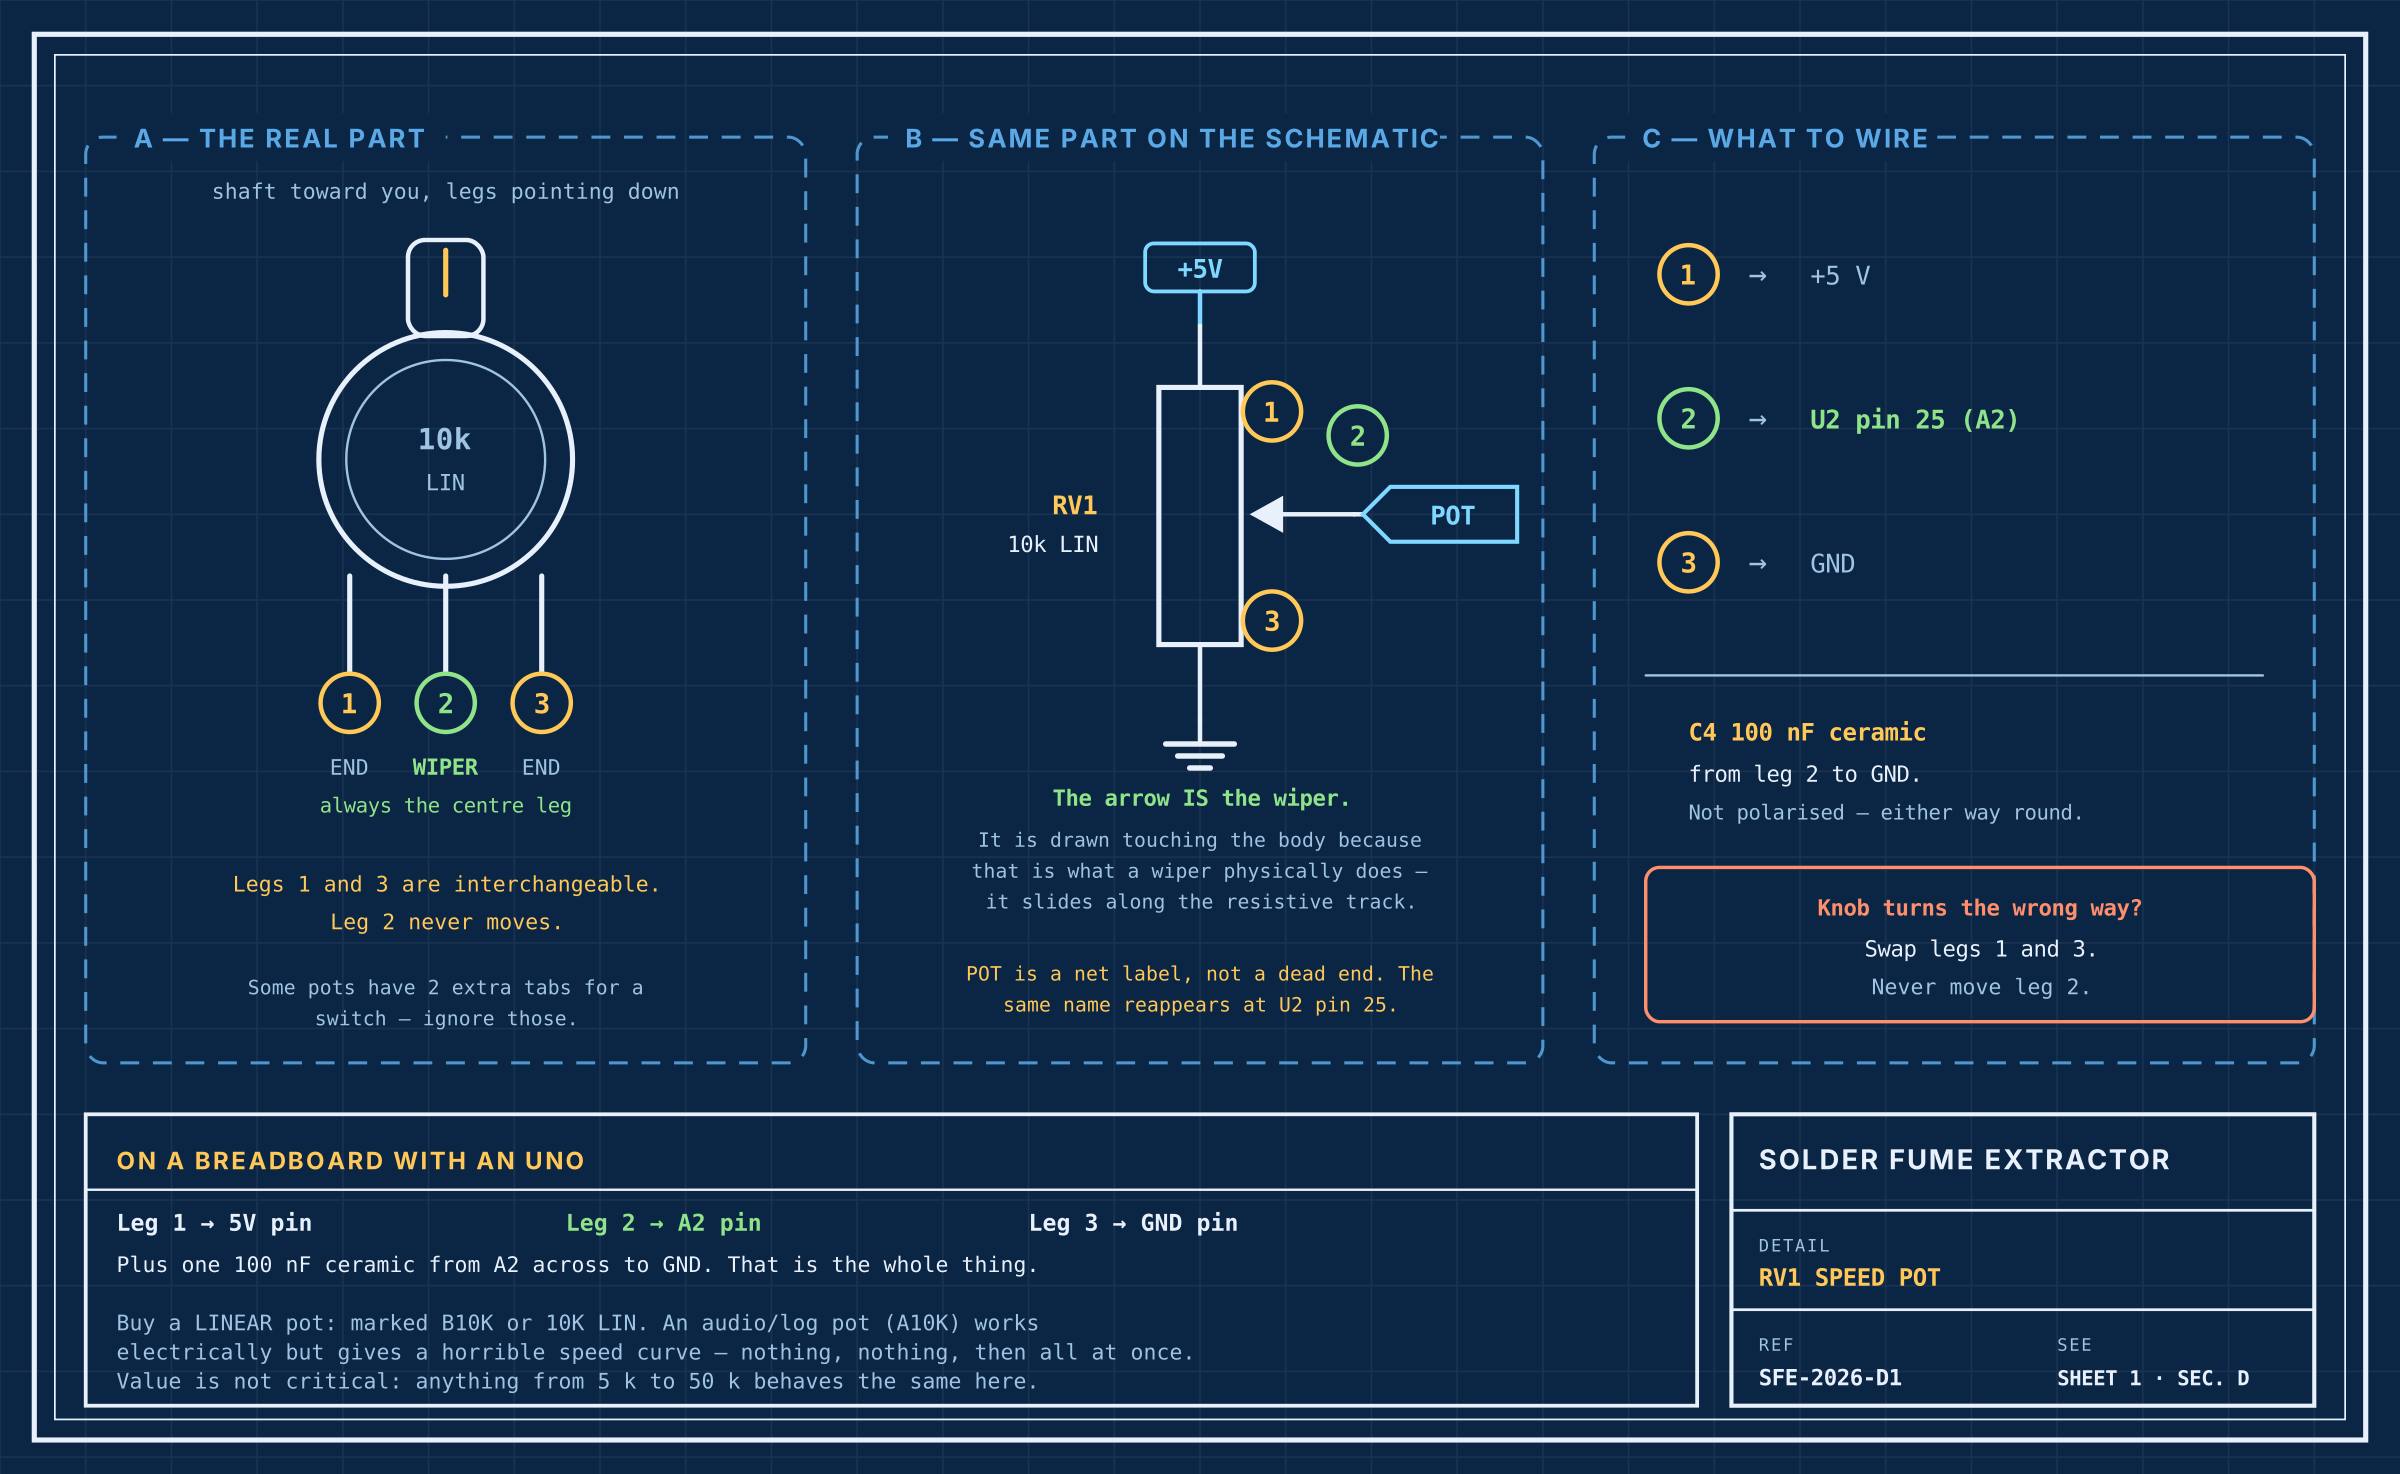 A — THE REAL PART
shaft toward you, legs pointing down
10k
LIN
1 2 3
END WIPER END
always the centre leg
Legs 1 and 3 are interchangeable.
Leg 2 never moves.
Some pots have 2 extra tabs for a
switch — ignore those.
B — SAME PART ON THE SCHEMATIC
+5V
1
2
RV1
10k LIN
POT
3
The arrow IS the wiper.
It is drawn touching the body because
that is what a wiper physically does —
it slides along the resistive track.
POT is a net label, not a dead end. The
same name reappears at U2 pin 25.
C — WHAT TO WIRE
1 → +5 V
2 → U2 pin 25 (A2)
3 → GND
C4 100 nF ceramic
from leg 2 to GND.
Not polarised — either way round.
Knob turns the wrong way?
Swap legs 1 and 3.
Never move leg 2.
ON A BREADBOARD WITH AN UNO
Leg 1 → 5V pin Leg 2 → A2 pin Leg 3 → GND pin
Plus one 100 nF ceramic from A2 across to GND. That is the whole thing.
Buy a LINEAR pot: marked B10K or 10K LIN. An audio/log pot (A10K) works
electrically but gives a horrible speed curve — nothing, nothing, then all at once.
Value is not critical: anything from 5 k to 50 k behaves the same here.
SOLDER FUME EXTRACTOR
DETAIL
RV1 SPEED POT
REF SEE
SFE-2026-D1 SHEET 1 · SEC. D